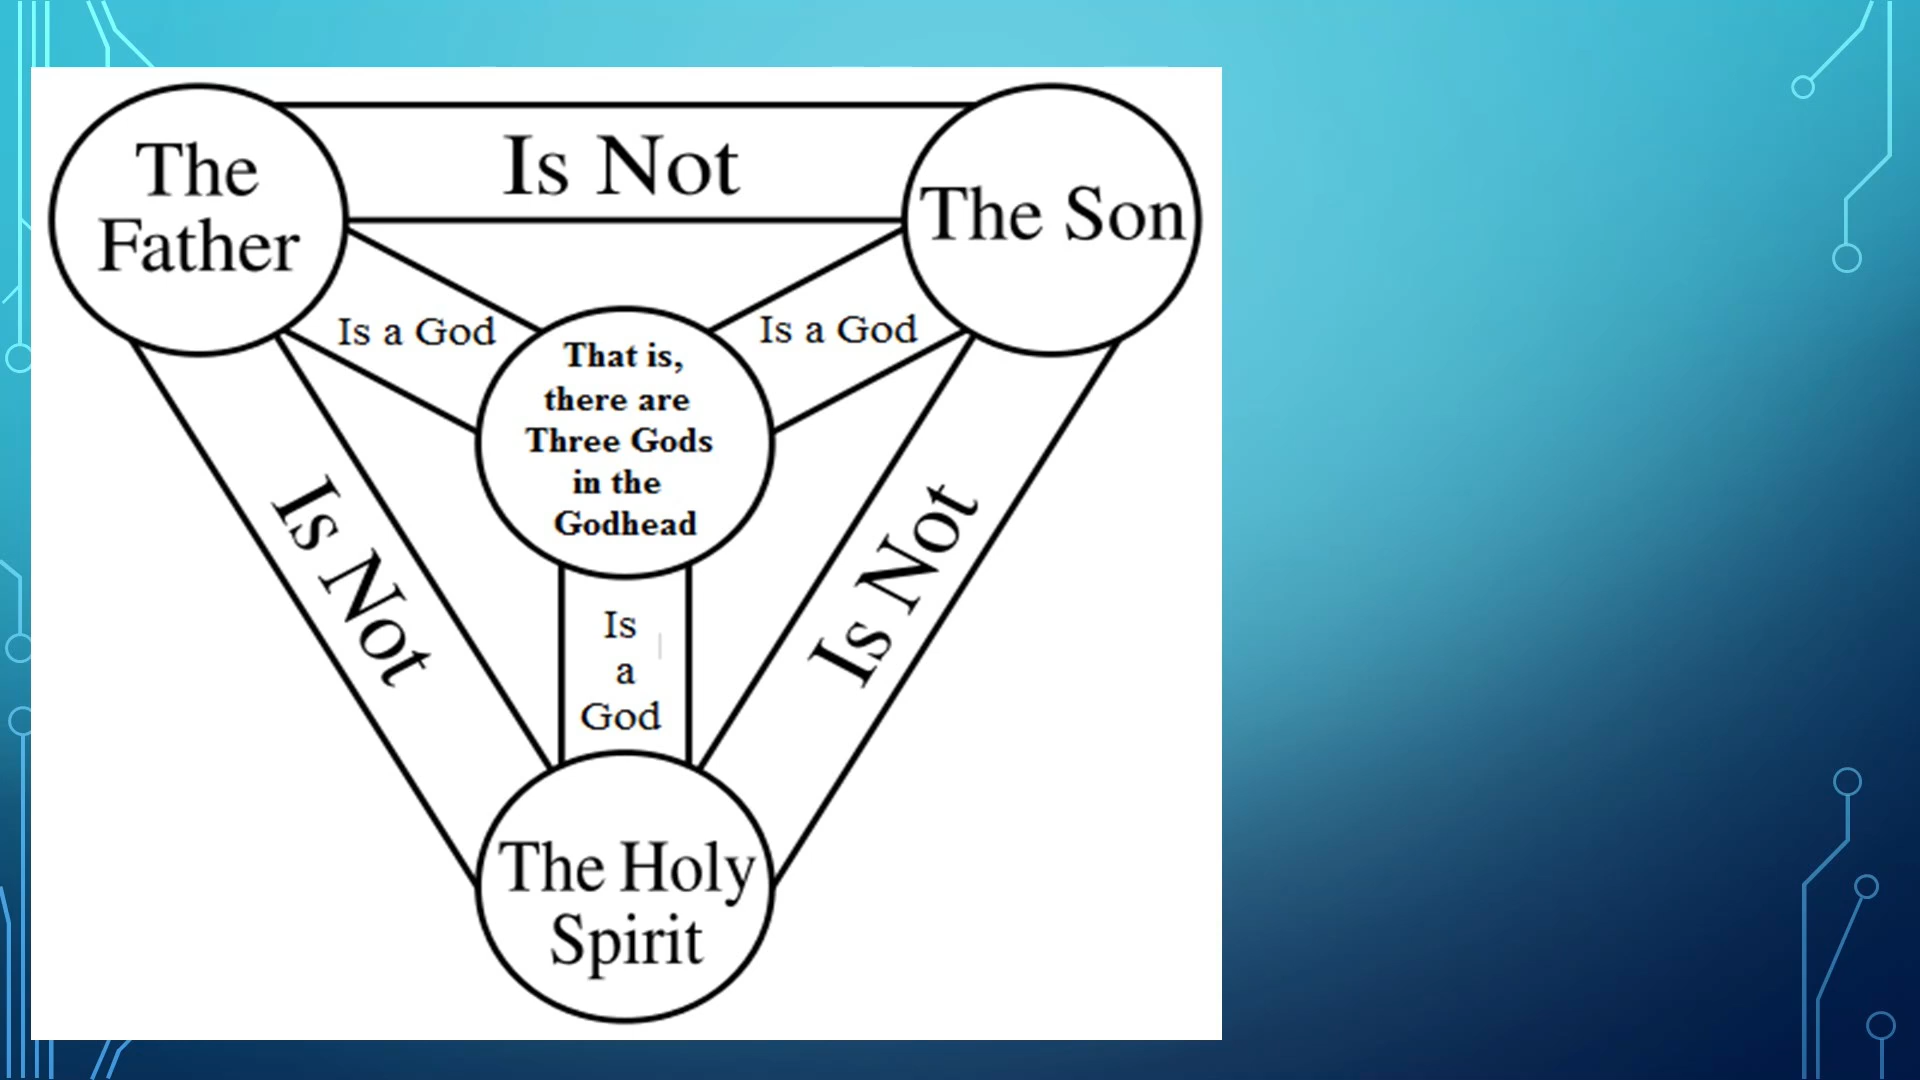 The
Father
Is Not
The Son
Is a God
Is a God
That is,
there are
Three Gods
in the
Godhead
Is Not
Is Not
Is
a
God
The Holy
Spirit